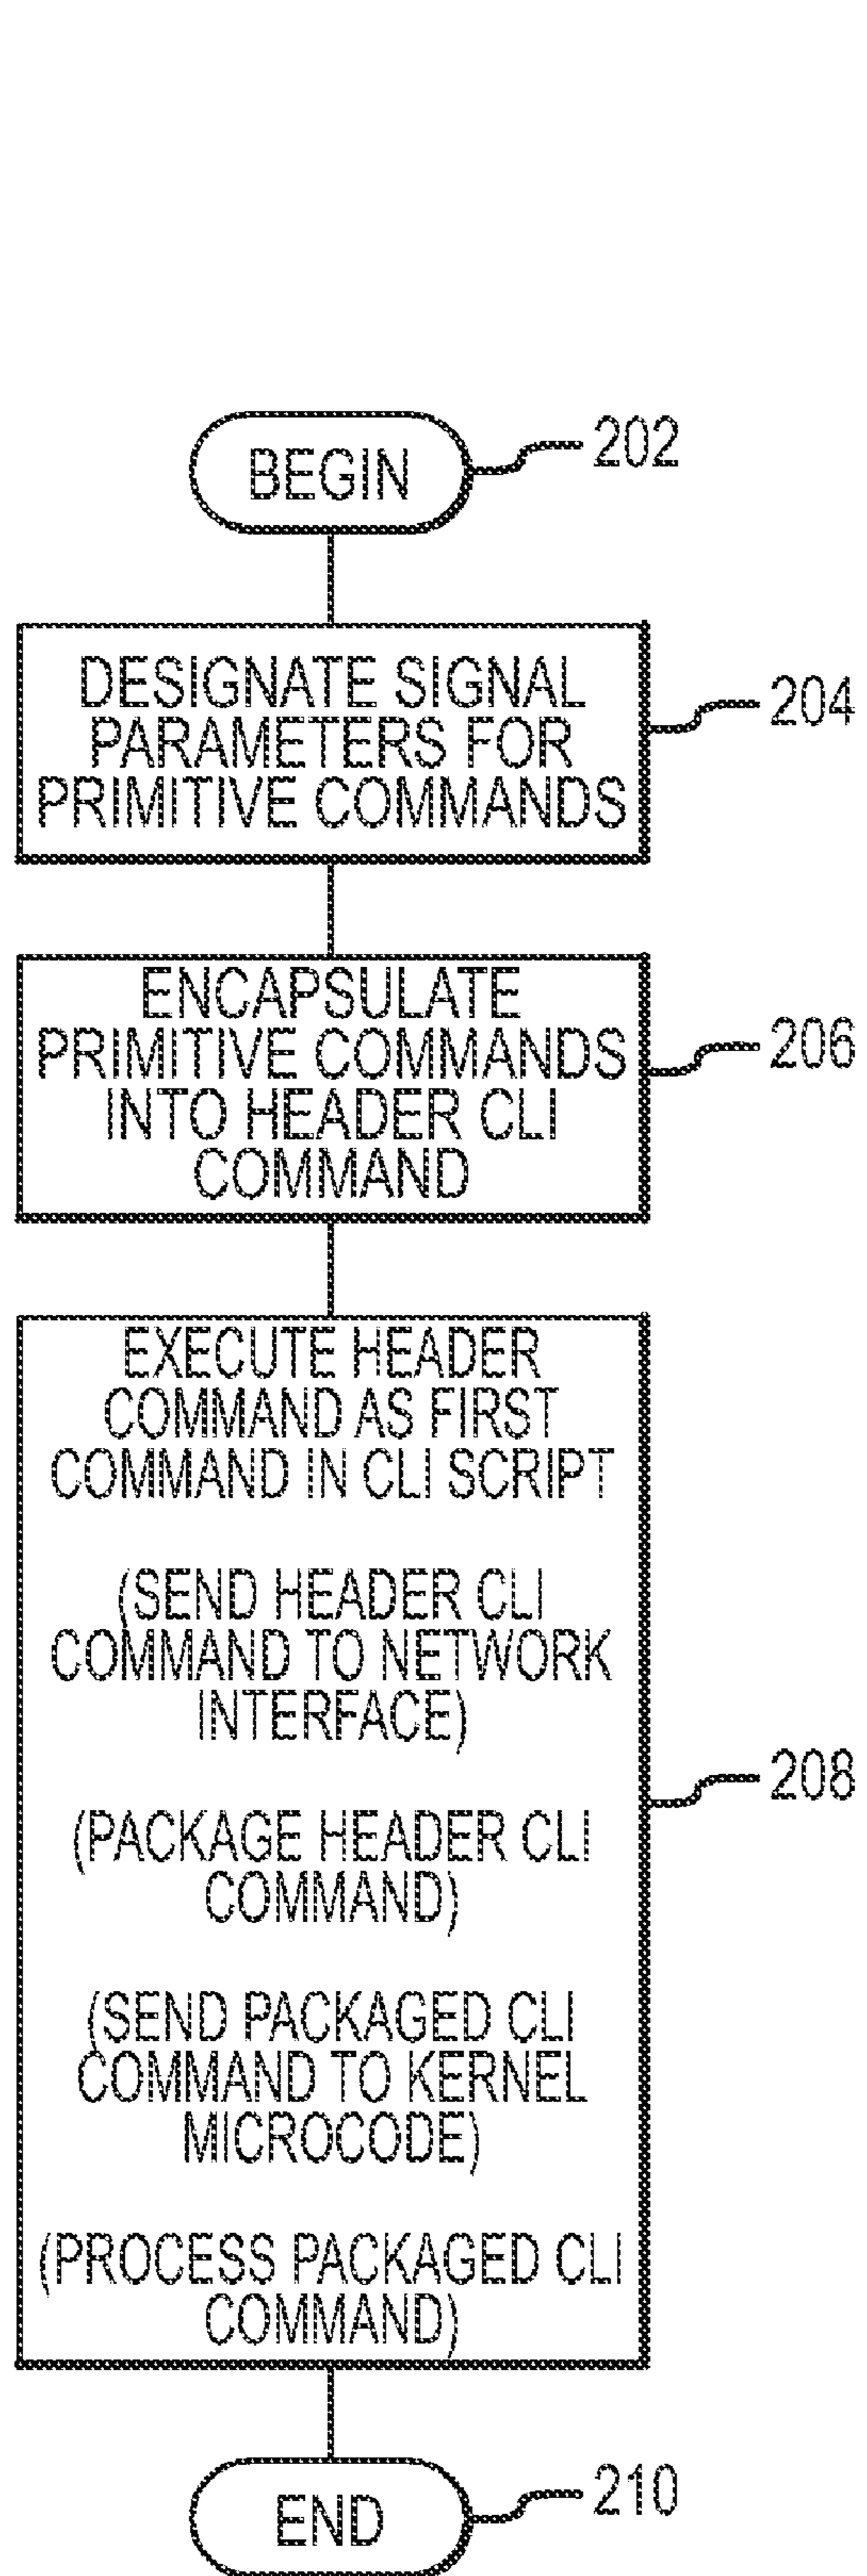 BEGIN
202
DESIGNATE SIGNAL
PARAMETERS FOR
PRIMITIVE COMMANDS
204
ENCAPSULATE
PRIMITIVE COMMANDS
INTO HEADER CLI
COMMAND
206
EXECUTE HEADER
COMMAND AS FIRST
COMMAND IN CLI SCRIPT
(SEND HEADER CLI
COMMAND TO NETWORK
INTERFACE)
(PACKAGE HEADER CLI
COMMAND)
(SEND PACKAGED CLI
COMMAND TO KERNEL
MICROCODE)
(PROCESS PACKAGED CLI
COMMAND)
208
END
210